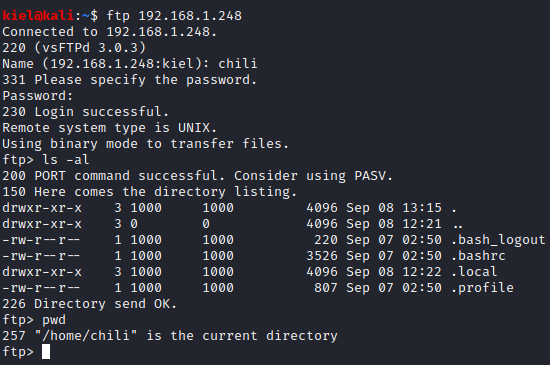 kiel@kali:~$ ftp 192.168.1.248
Connected to 192.168.1.248.
220 (vsFTPd 3.0.3)
Name (192.168.1.248:kiel): chili
331 Please specify the password.
Password:
230 Login successful.
Remote system type is UNIX.
Using binary mode to transfer files.
ftp> ls -al
200 PORT command successful. Consider using PASV.
150 Here comes the directory listing.
drwxr-xr-x    3 1000     1000         4096 Sep 08 13:15 .
drwxr-xr-x    3 0        0            4096 Sep 08 12:21 ..
-rw-r--r--    1 1000     1000          220 Sep 07 02:50 .bash_logout
-rw-r--r--    1 1000     1000         3526 Sep 07 02:50 .bashrc
drwxr-xr-x    3 1000     1000         4096 Sep 08 12:22 .local
-rw-r--r--    1 1000     1000          807 Sep 07 02:50 .profile
226 Directory send OK.
ftp> pwd
257 "/home/chili" is the current directory
ftp>